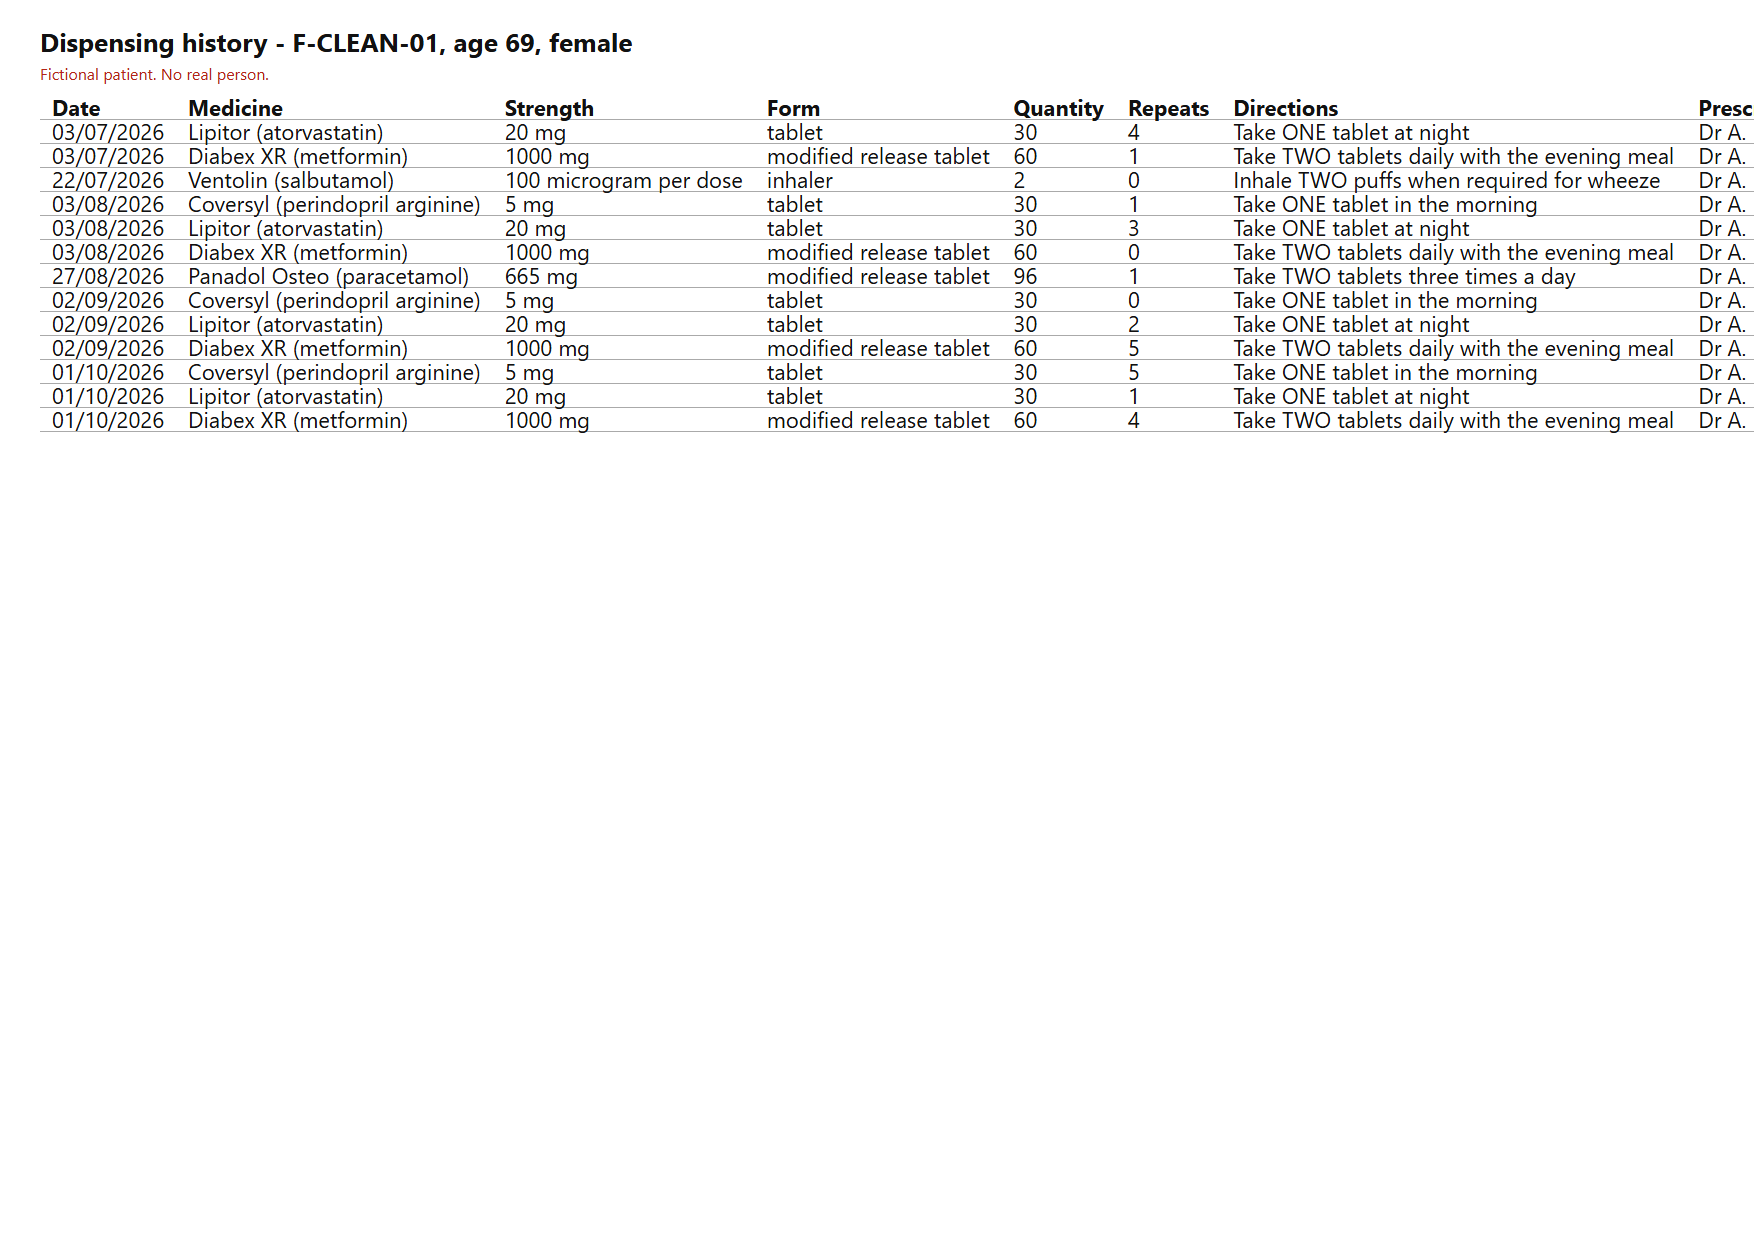 Dispensing history - F-CLEAN-01, age 69, female
Fictional patient. No real person.
Date Medicine Strength Form Quantity Repeats Directions Presc
03/07/2026 Lipitor (atorvastatin) 20 mg tablet 30 4 Take ONE tablet at night Dr A.
03/07/2026 Diabex XR (metformin) 1000 mg modified release tablet 60 1 Take TWO tablets daily with the evening meal Dr A.
22/07/2026 Ventolin (salbutamol) 100 microgram per dose inhaler 2 0 Inhale TWO puffs when required for wheeze Dr A.
03/08/2026 Coversyl (perindopril arginine) 5 mg tablet 30 1 Take ONE tablet in the morning Dr A.
03/08/2026 Lipitor (atorvastatin) 20 mg tablet 30 3 Take ONE tablet at night Dr A.
03/08/2026 Diabex XR (metformin) 1000 mg modified release tablet 60 0 Take TWO tablets daily with the evening meal Dr A.
27/08/2026 Panadol Osteo (paracetamol) 665 mg modified release tablet 96 1 Take TWO tablets three times a day Dr A.
02/09/2026 Coversyl (perindopril arginine) 5 mg tablet 30 0 Take ONE tablet in the morning Dr A.
02/09/2026 Lipitor (atorvastatin) 20 mg tablet 30 2 Take ONE tablet at night Dr A.
02/09/2026 Diabex XR (metformin) 1000 mg modified release tablet 60 5 Take TWO tablets daily with the evening meal Dr A.
01/10/2026 Coversyl (perindopril arginine) 5 mg tablet 30 5 Take ONE tablet in the morning Dr A.
01/10/2026 Lipitor (atorvastatin) 20 mg tablet 30 1 Take ONE tablet at night Dr A.
01/10/2026 Diabex XR (metformin) 1000 mg modified release tablet 60 4 Take TWO tablets daily with the evening meal Dr A.